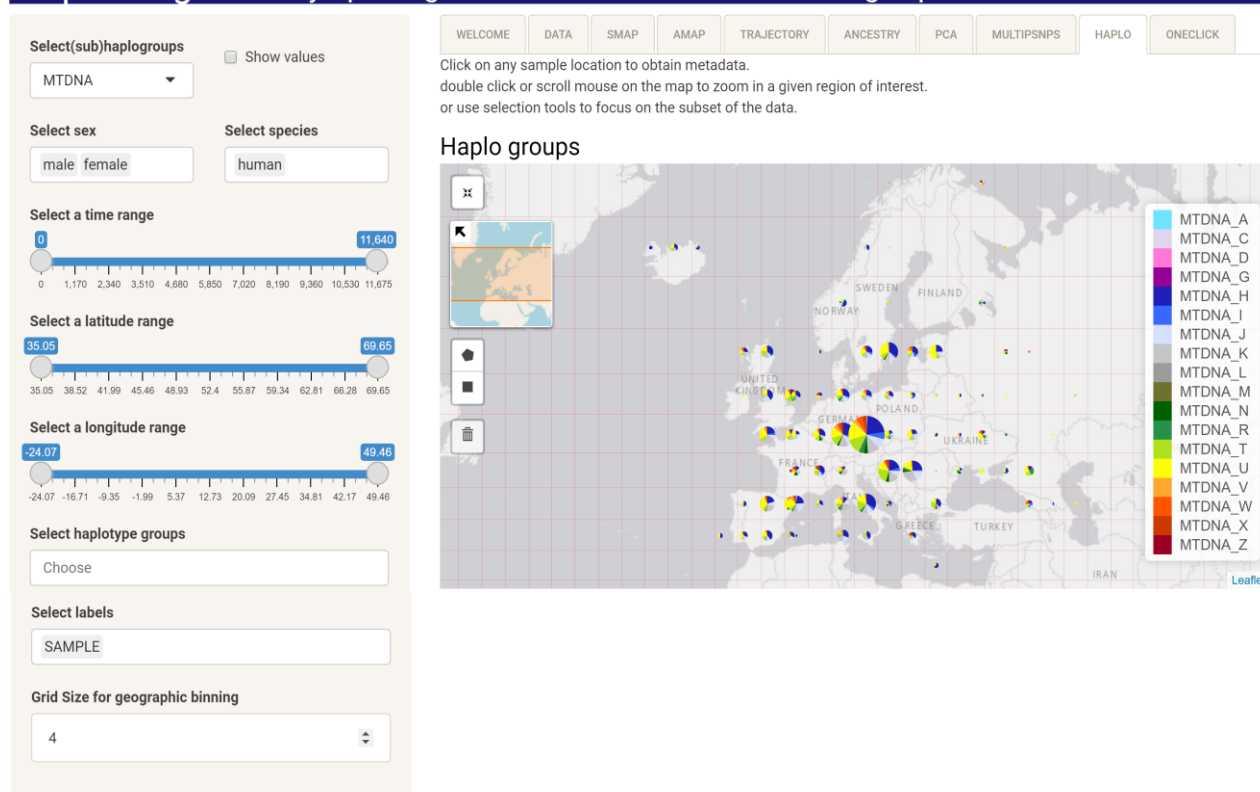 Select(sub)haplogroups
MTDNA
Show values
Select sex
male female
Select species
human
Select a time range
0
11,640
0 1,170 2,340 3,510 4,680 5,850 7,020 8,190 9,360 10,530 11,675
Select a latitude range
35.05
69.65
35.05 38.52 41.99 45.46 48.93 52.4 55.87 59.34 62.81 66.28 69.65
Select a longitude range
-24.07
49.46
-24.07 -16.71 -9.35 -1.99 5.37 12.73 20.09 27.45 34.81 42.17 49.46
Select haplotype groups
Choose
Select labels
SAMPLE
Grid Size for geographic binning
4
WELCOME DATA SMAP AMAP TRAJECTORY ANCESTRY PCA MULTIPSNPS HAPLO ONECLICK
Click on any sample location to obtain metadata.
double click or scroll mouse on the map to zoom in a given region of interest.
or use selection tools to focus on the subset of the data.
Haplo groups
SWEDEN
FINLAND
NORWAY
UNITED
KINGDOM
POLAND
GERMA
UKRAINE
FRANCE
GREECE
TURKEY
IRAN
MTDNA_A
MTDNA_C
MTDNA_D
MTDNA_G
MTDNA_H
MTDNA_I
MTDNA_J
MTDNA_K
MTDNA_L
MTDNA_M
MTDNA_N
MTDNA_R
MTDNA_T
MTDNA_U
MTDNA_V
MTDNA_W
MTDNA_X
MTDNA_Z
Leafle